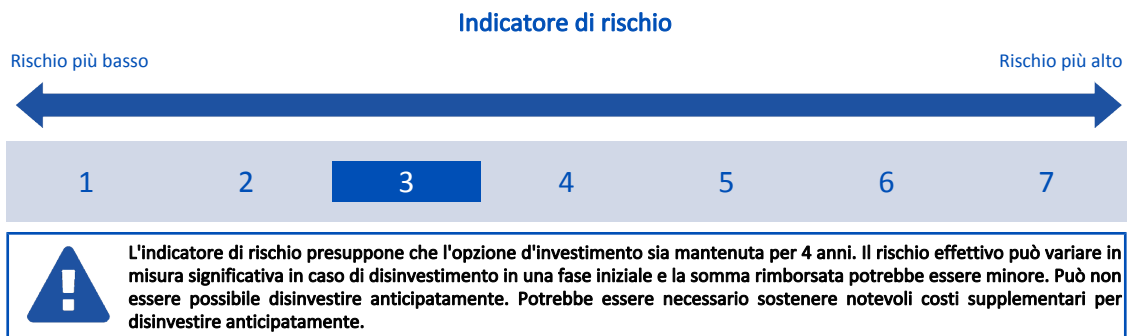 Indicatore di rischio
Rischio più basso
Rischio più alto
1 2 3 4 5 6 7
L'indicatore di rischio presuppone che l'opzione d'investimento sia mantenuta per 4 anni. Il rischio effettivo può variare in
misura significativa in caso di disinvestimento in una fase iniziale e la somma rimborsata potrebbe essere minore. Può non
essere possibile disinvestire anticipatamente. Potrebbe essere necessario sostenere notevoli costi supplementari per
disinvestire anticipatamente.